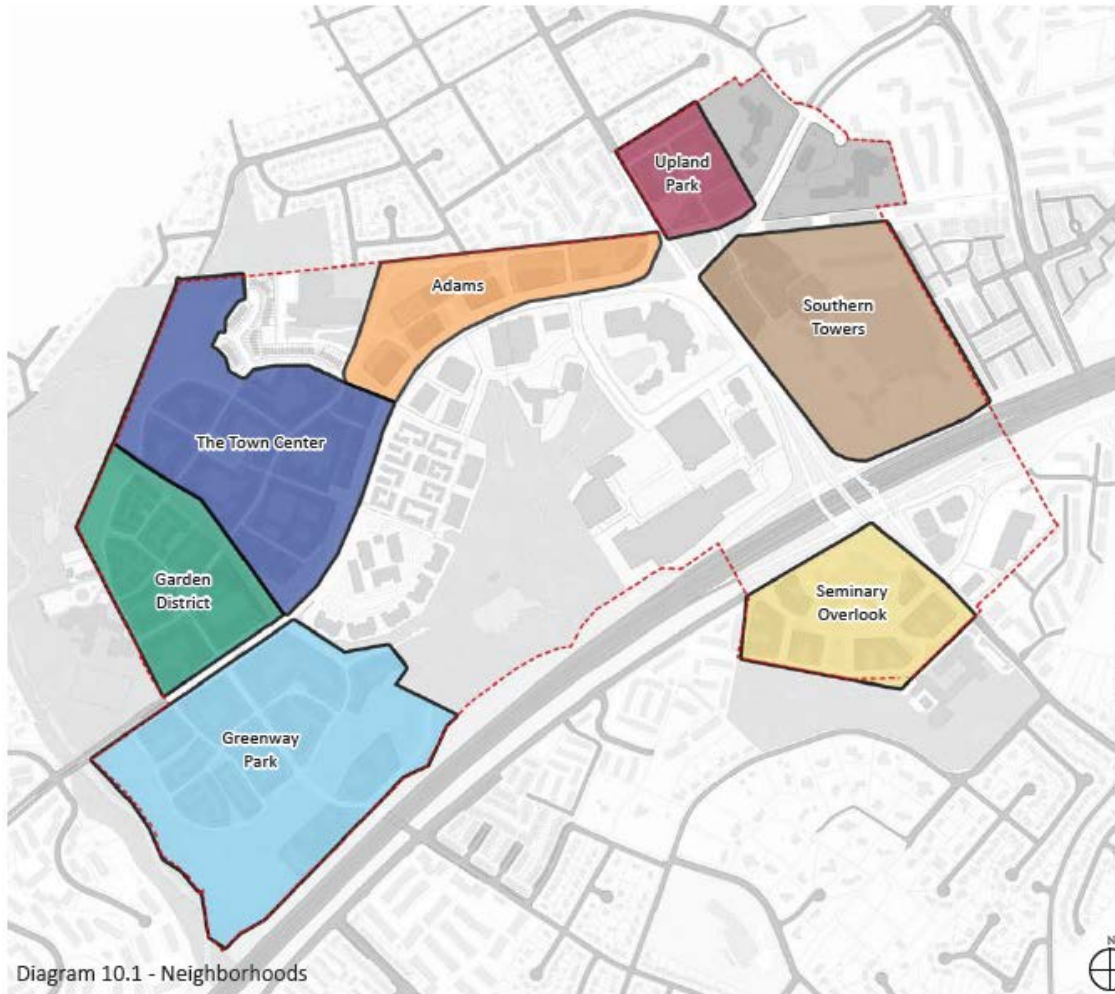 Upland
Park
Adams
Southern
Towers
The Town Center
Garden
District
Seminary
Overlook
Greenway
Park
Diagram 10.1 - Neighborhoods
N